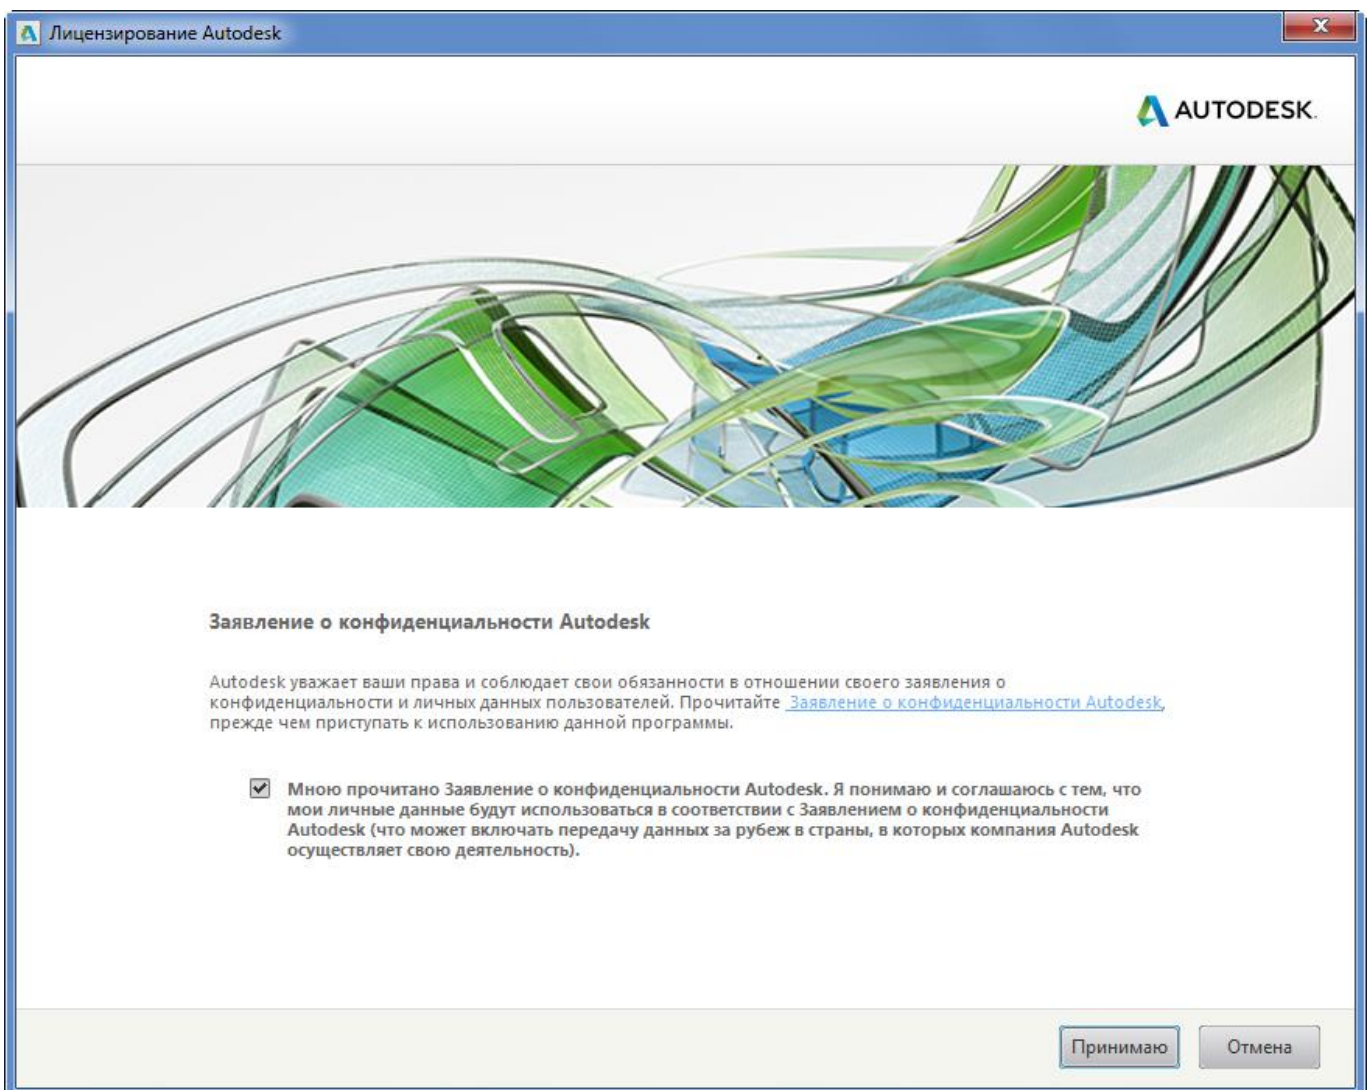 Лицензирование Autodesk
AUTODESK.
Заявление о конфиденциальности Autodesk
Autodesk уважает ваши права и соблюдает свои обязанности в отношении своего заявления о
конфиденциальности и личных данных пользователей. Прочитайте Заявление о конфиденциальности Autodesk,
прежде чем приступать к использованию данной программы.
Мною прочитано Заявление о конфиденциальности Autodesk. Я понимаю и соглашаюсь с тем, что
мои личные данные будут использоваться в соответствии с Заявлением о конфиденциальности
Autodesk (что может включать передачу данных за рубеж в страны, в которых компания Autodesk
осуществляет свою деятельность).
Принимаю Отмена